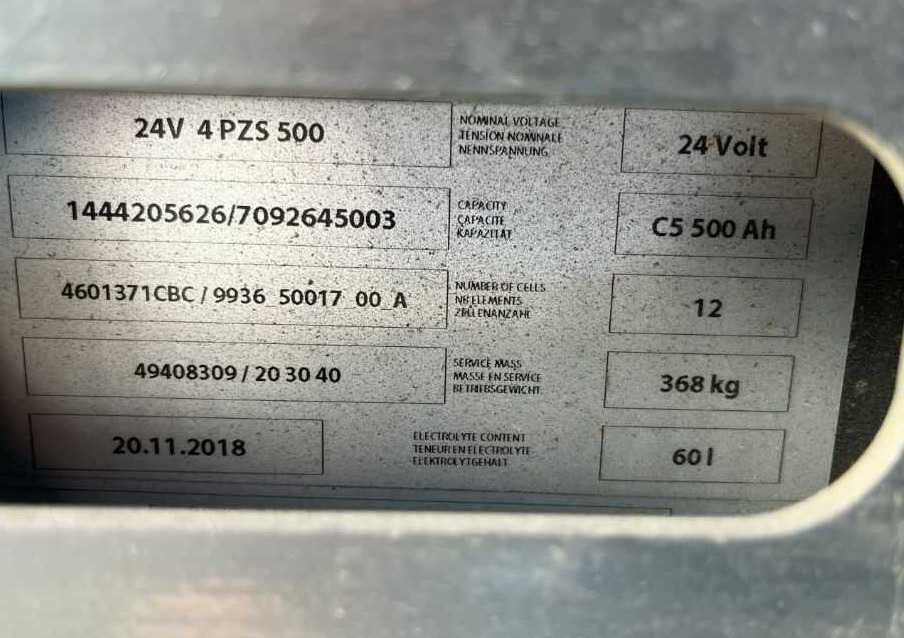 24V 4 PZS 500
NOMINAL VOLTAGE
TENSION NOMINALE
NENNSPANNUNG
24 Volt
1444205626/7092645003
CAPACITY
CAPACITE
KAPAZITÄT
C5 500 Ah
4601371CBC / 9936 50017 00_A
NUMBER OF CELLS
NB ELEMENTS
ZELLENANZAHL
12
49408309 / 20 30 40
SERVICE MASS
MASSE EN SERVICE
BETRIEBSGEWICHT
368 kg
20.11.2018
ELECTROLYTE CONTENT
TENEUR EN ELECTROLYTE
ELEKTROLYTGEHALT
60 l